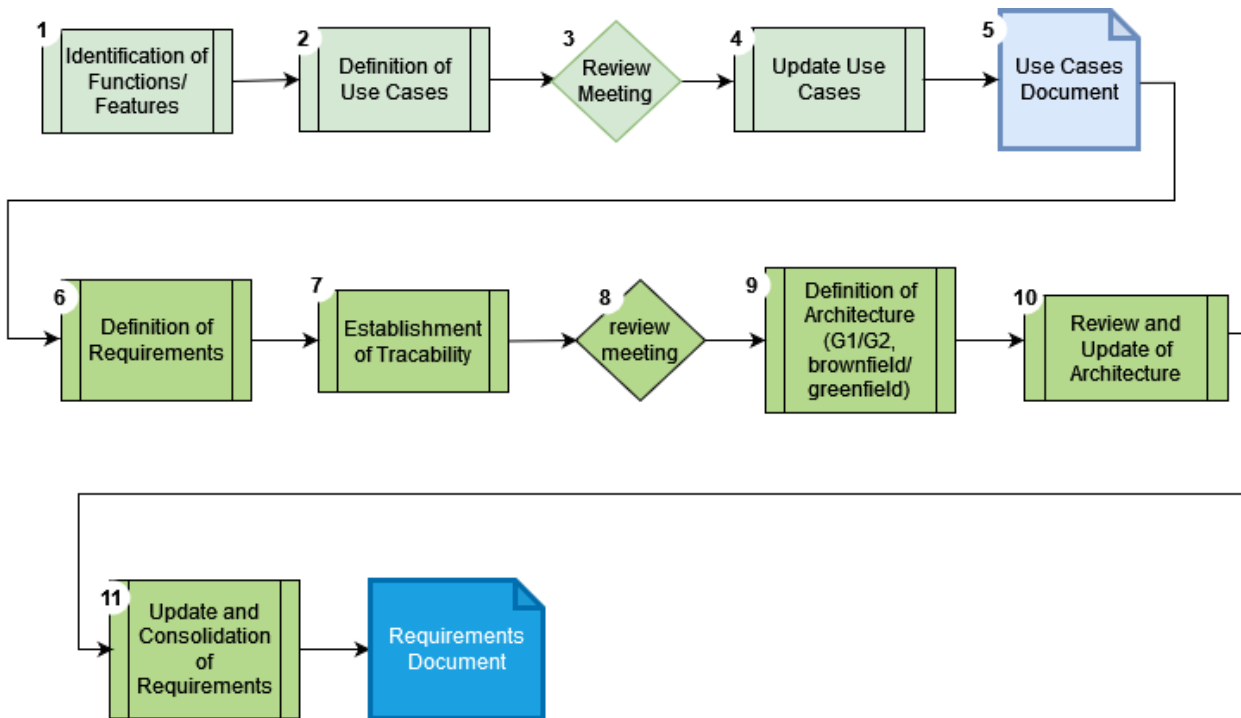 1
Identification of
Functions/
Features
2
Definition of
Use Cases
3
Review
Meeting
4
Update Use
Cases
5
Use Cases
Document
6
Definition of
Requirements
7
Establishment
of Tracability
8
review
meeting
9
Definition of
Architecture
(G1/G2,
brownfield/
greenfield)
10
Review and
Update of
Architecture
11
Update and
Consolidation
of
Requirements
Requirements
Document